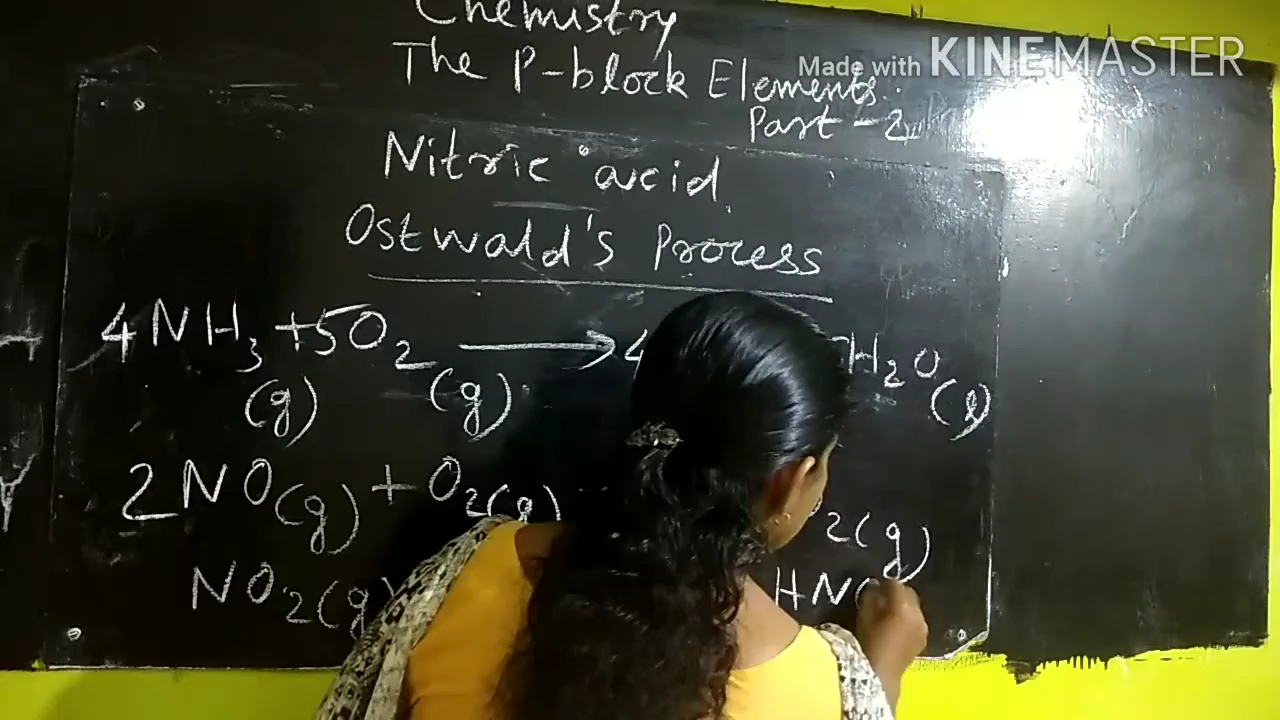 Chemistry
Made with KINEMASTER
The P-block Elements.
Part-2
Nitric acid
Ostwald's Process
4NH3 + 5O2 ⟶ 4 H2O
(g) (g) (l)
2NO(g) + O2(g) 2(g)
NO2(g) HN